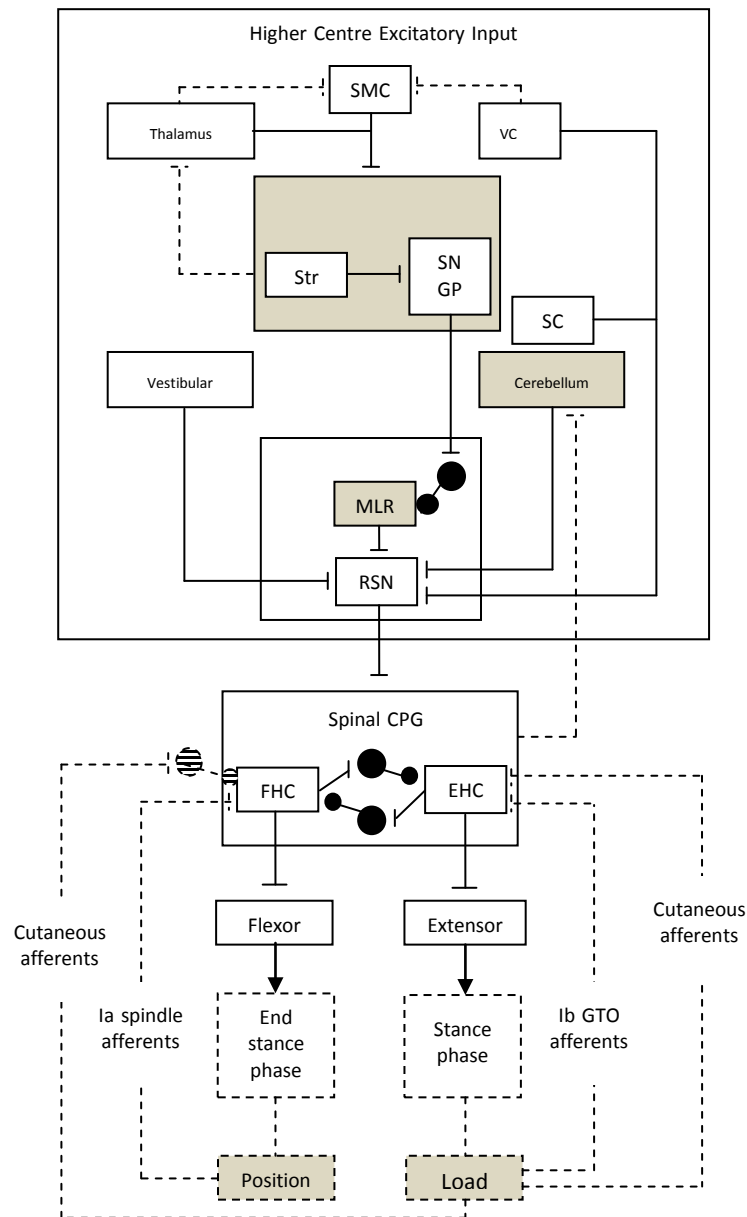 Higher Centre Excitatory Input
SMC
Thalamus
VC
Str
SN
GP
SC
Vestibular
Cerebellum
MLR
RSN
Spinal CPG
FHC
EHC
Flexor
Extensor
Cutaneous
afferents
Cutaneous
afferents
Ia spindle
afferents
End
stance
phase
Stance
phase
Ib GTO
afferents
Position
Load